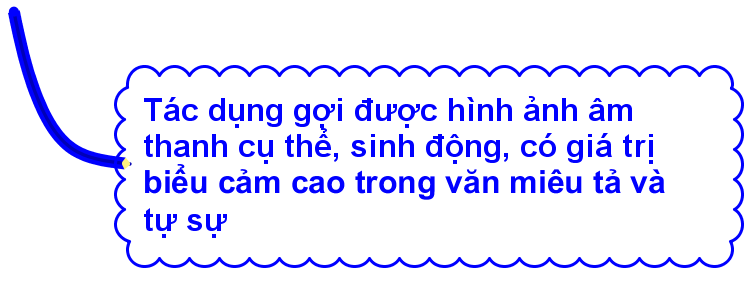 Tác dụng gợi được hình ảnh âm
thanh cụ thể, sinh động, có giá trị
biểu cảm cao trong văn miêu tả và
tự sự